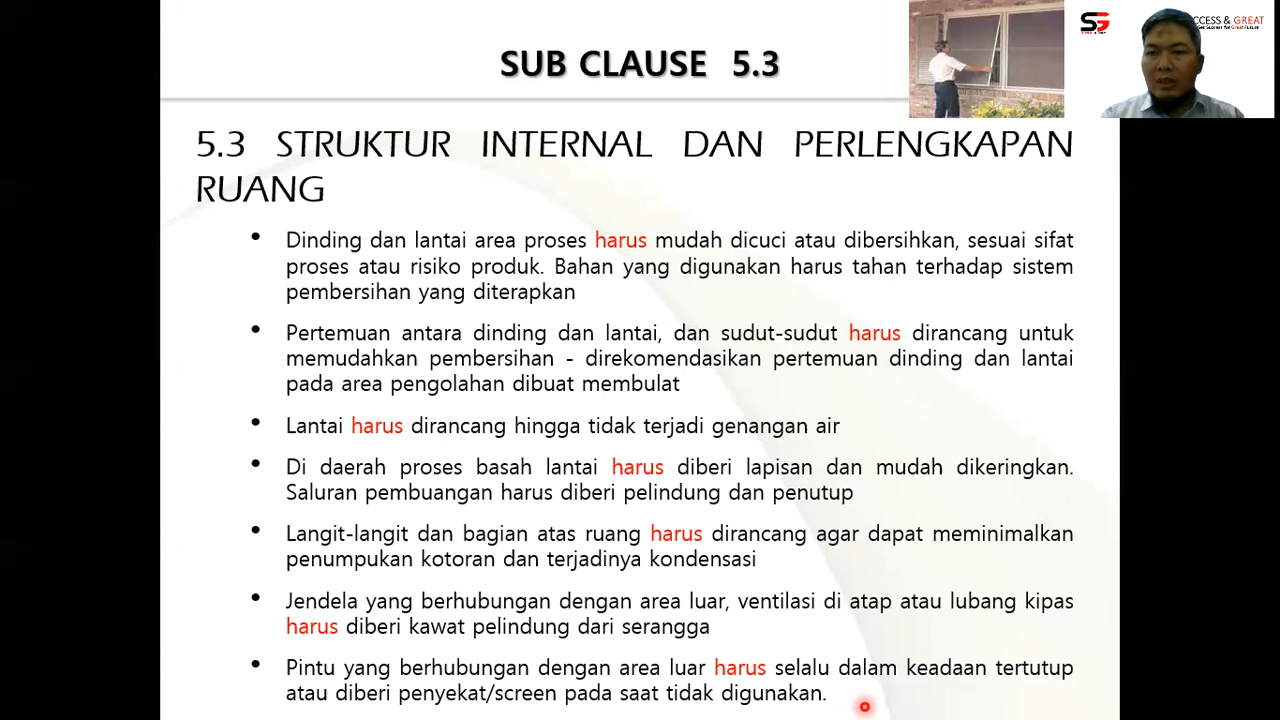 SUB CLAUSE 5.3
SG
CCESS & GREAT
5.3 STRUKTUR INTERNAL DAN PERLENGKAPAN
RUANG
• Dinding dan lantai area proses harus mudah dicuci atau dibersihkan, sesuai sifat
proses atau risiko produk. Bahan yang digunakan harus tahan terhadap sistem
pembersihan yang diterapkan
• Pertemuan antara dinding dan lantai, dan sudut-sudut harus dirancang untuk
memudahkan pembersihan - direkomendasikan pertemuan dinding dan lantai
pada area pengolahan dibuat membulat
• Lantai harus dirancang hingga tidak terjadi genangan air
• Di daerah proses basah lantai harus diberi lapisan dan mudah dikeringkan.
Saluran pembuangan harus diberi pelindung dan penutup
• Langit-langit dan bagian atas ruang harus dirancang agar dapat meminimalkan
penumpukan kotoran dan terjadinya kondensasi
• Jendela yang berhubungan dengan area luar, ventilasi di atap atau lubang kipas
harus diberi kawat pelindung dari serangga
• Pintu yang berhubungan dengan area luar harus selalu dalam keadaan tertutup
atau diberi penyekat/screen pada saat tidak digunakan.